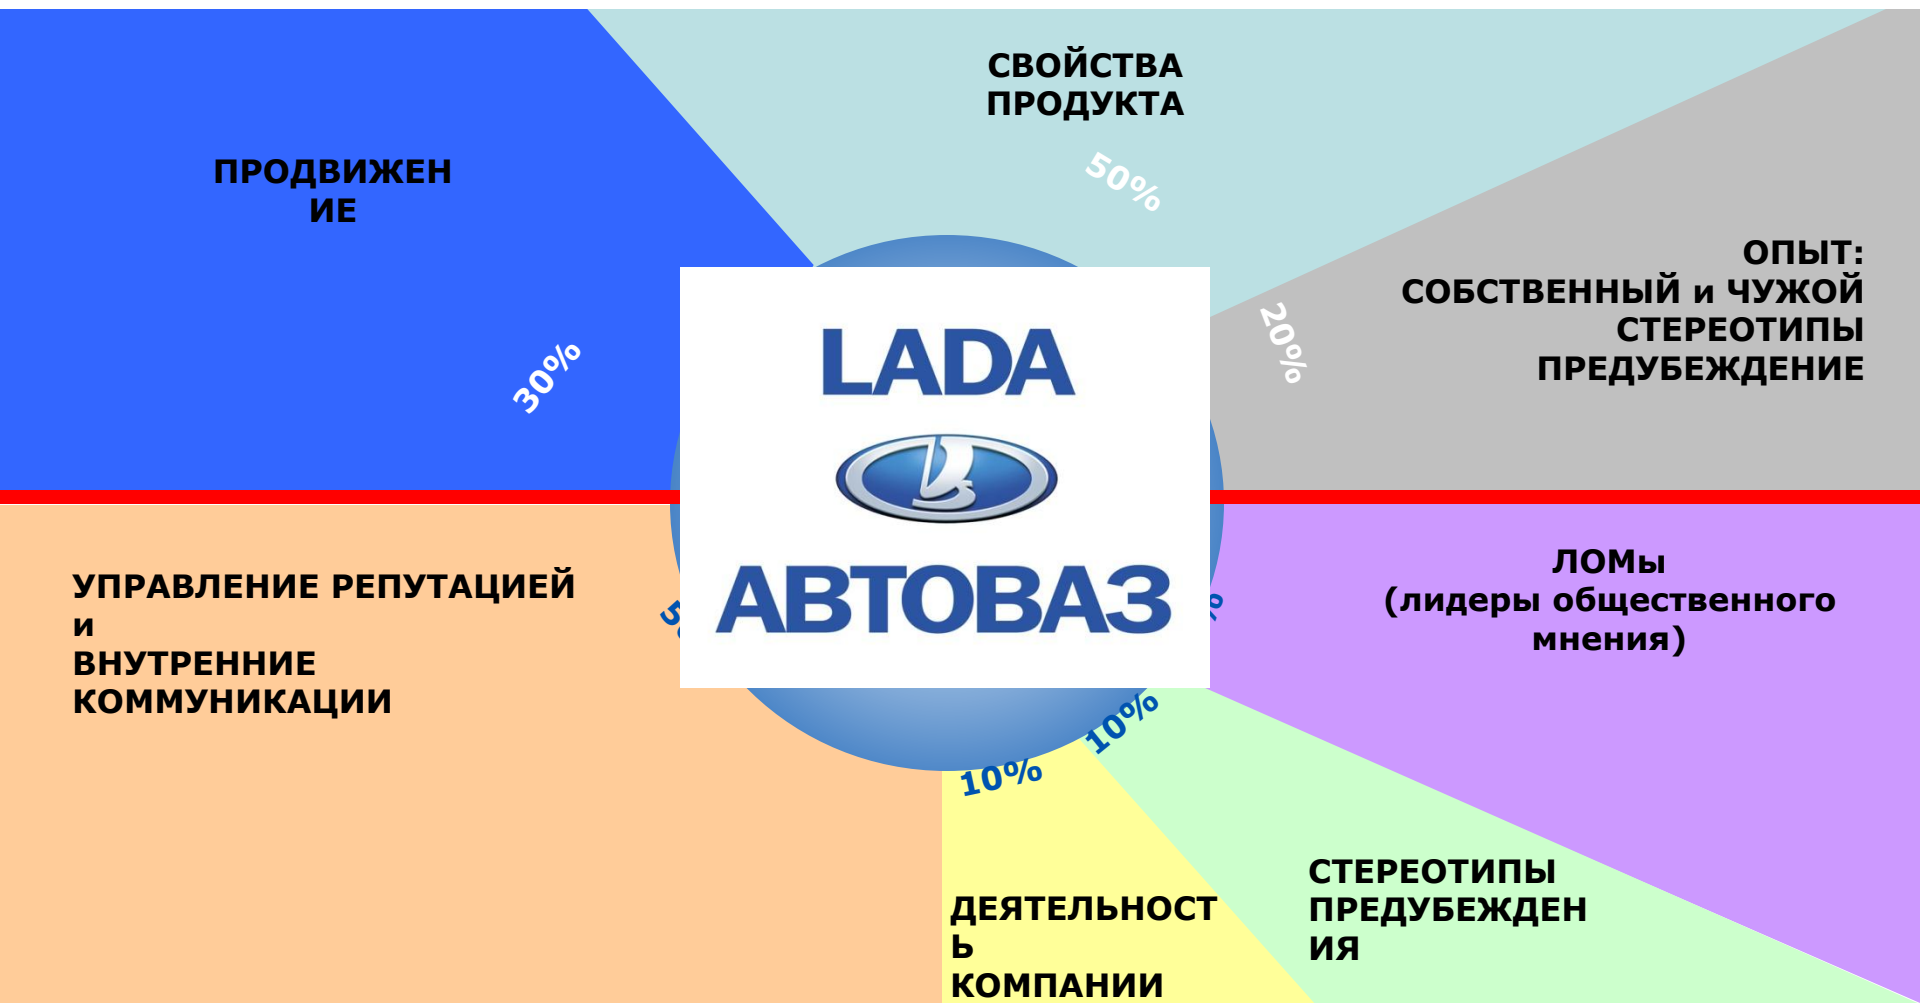 СВОЙСТВА
ПРОДУКТА
50%
ПРОДВИЖЕН
ИЕ
30%
ОПЫТ:
СОБСТВЕННЫЙ и ЧУЖОЙ
СТЕРЕОТИПЫ
ПРЕДУБЕЖДЕНИЕ
20%
LADA
АВТОВАЗ
УПРАВЛЕНИЕ РЕПУТАЦИЕЙ
и
ВНУТРЕННИЕ
КОММУНИКАЦИИ
ЛОМы
(лидеры общественного
мнения)
10%
10%
СТЕРЕОТИПЫ
ПРЕДУБЕЖДЕН
ИЯ
ДЕЯТЕЛЬНОСТ
Ь
КОМПАНИИ